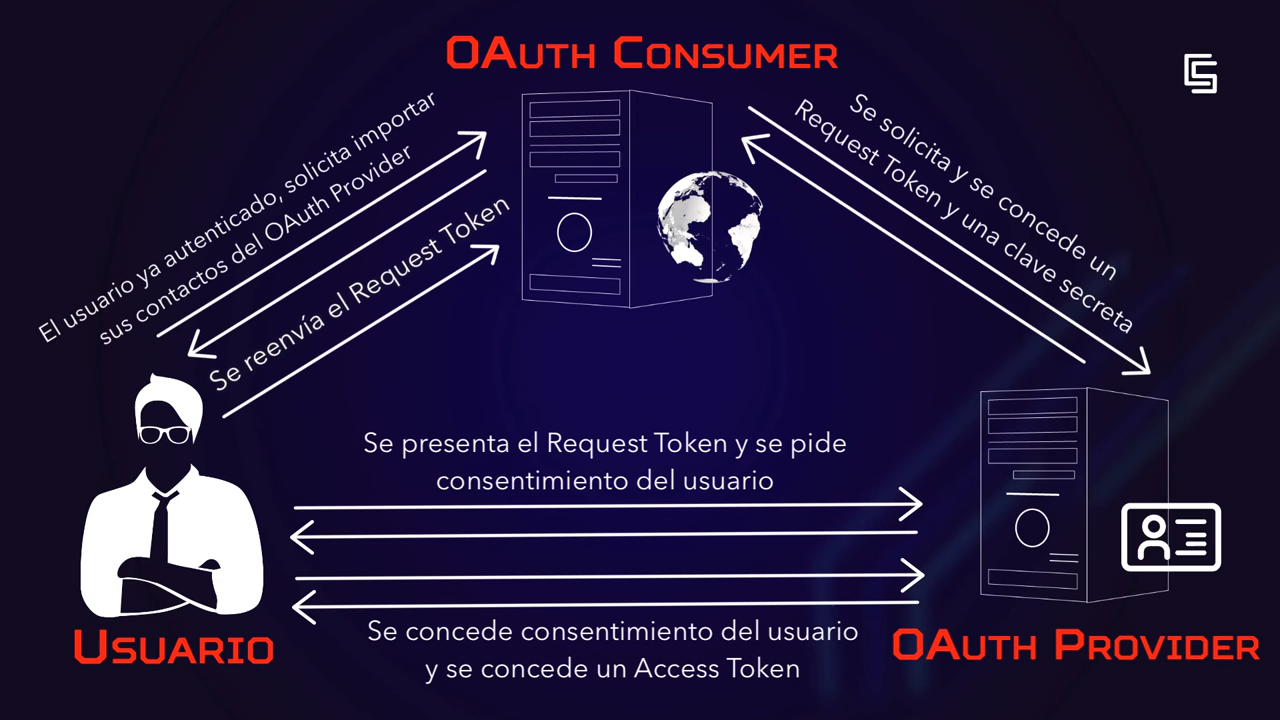 OAuth Consumer
El usuario ya autenticado, solicita importar
sus contactos del OAuth Provider
Se reenvía el Request Token
Se solicita y se concede un
Request Token y una clave secreta
Se presenta el Request Token y se pide
consentimiento del usuario
Se concede consentimiento del usuario
y se concede un Access Token
Usuario
OAuth Provider